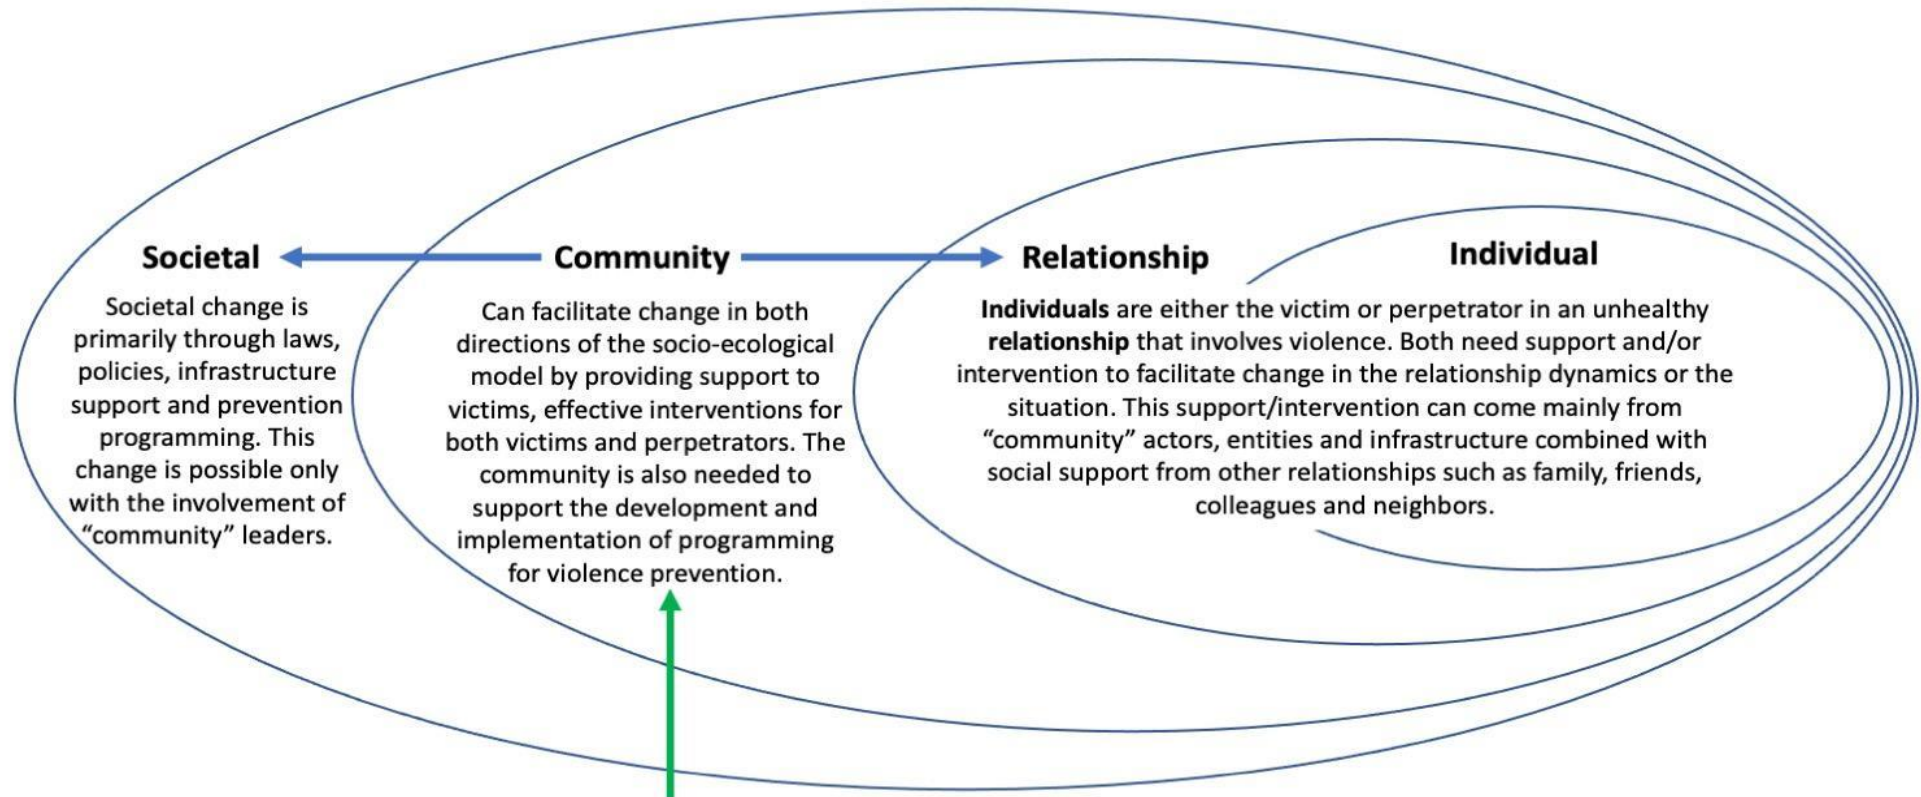 Societal
Societal change is
primarily through laws,
policies, infrastructure
support and prevention
programming. This
change is possible only
with the involvement of
“community” leaders.
Community
Can facilitate change in both
directions of the socio-ecological
model by providing support to
victims, effective interventions for
both victims and perpetrators. The
community is also needed to
support the development and
implementation of programming
for violence prevention.
Relationship
Individual
Individuals are either the victim or perpetrator in an unhealthy
relationship that involves violence. Both need support and/or
intervention to facilitate change in the relationship dynamics or the
situation. This support/intervention can come mainly from
“community” actors, entities and infrastructure combined with
social support from other relationships such as family, friends,
colleagues and neighbors.